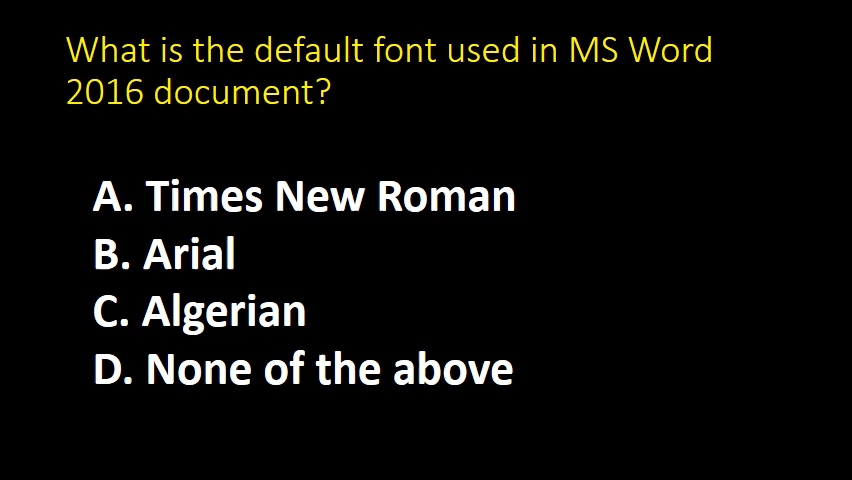 What is the default font used in MS Word
2016 document?
A. Times New Roman
B. Arial
C. Algerian
D. None of the above